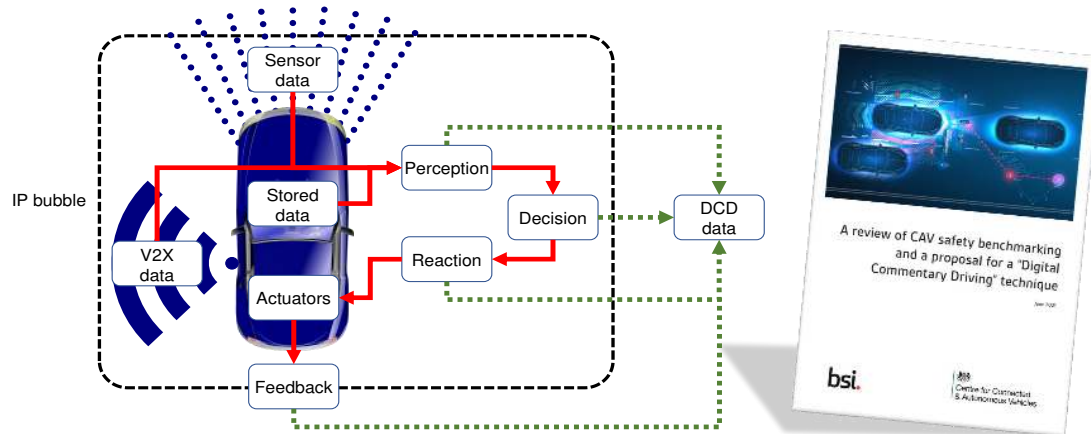 Sensor
data
Perception
IP bubble
Stored
data
Decision
DCD
data
V2X
data
Reaction
Actuators
Feedback
A review of CAV safety benchmarking
and a proposal for a "Digital
Commentary Driving" technique
bsi.
Centre for Connected
& Autonomous Vehicles